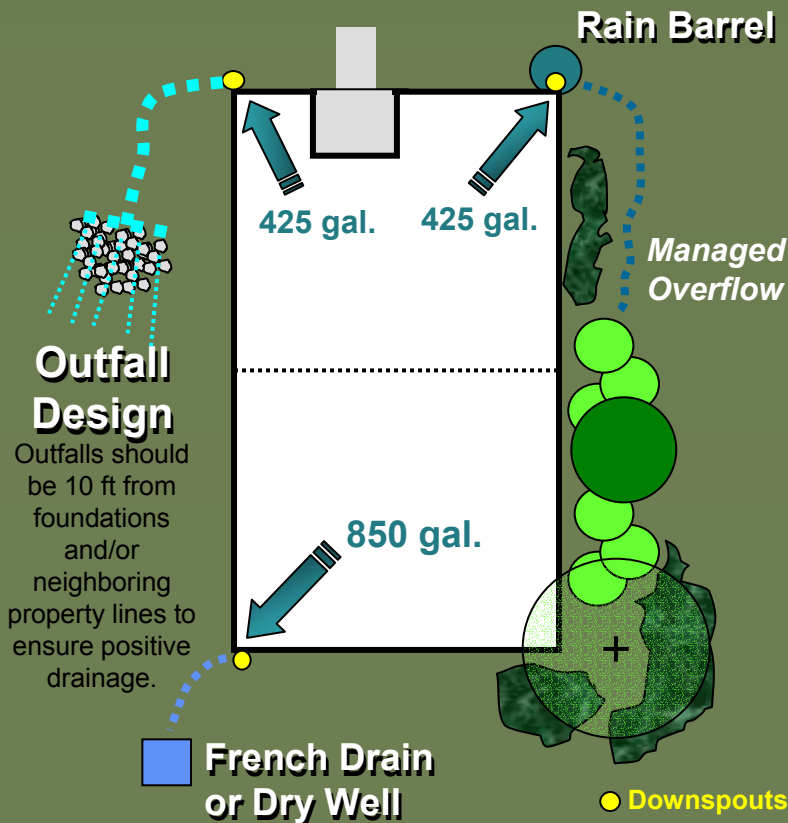 Rain Barrel
425 gal.
425 gal.
Managed
Overflow
Outfall
Design
Outfalls should
be 10 ft from
foundations
and/or
neighboring
property lines to
ensure positive
drainage.
850 gal.
French Drain
or Dry Well
Downspouts